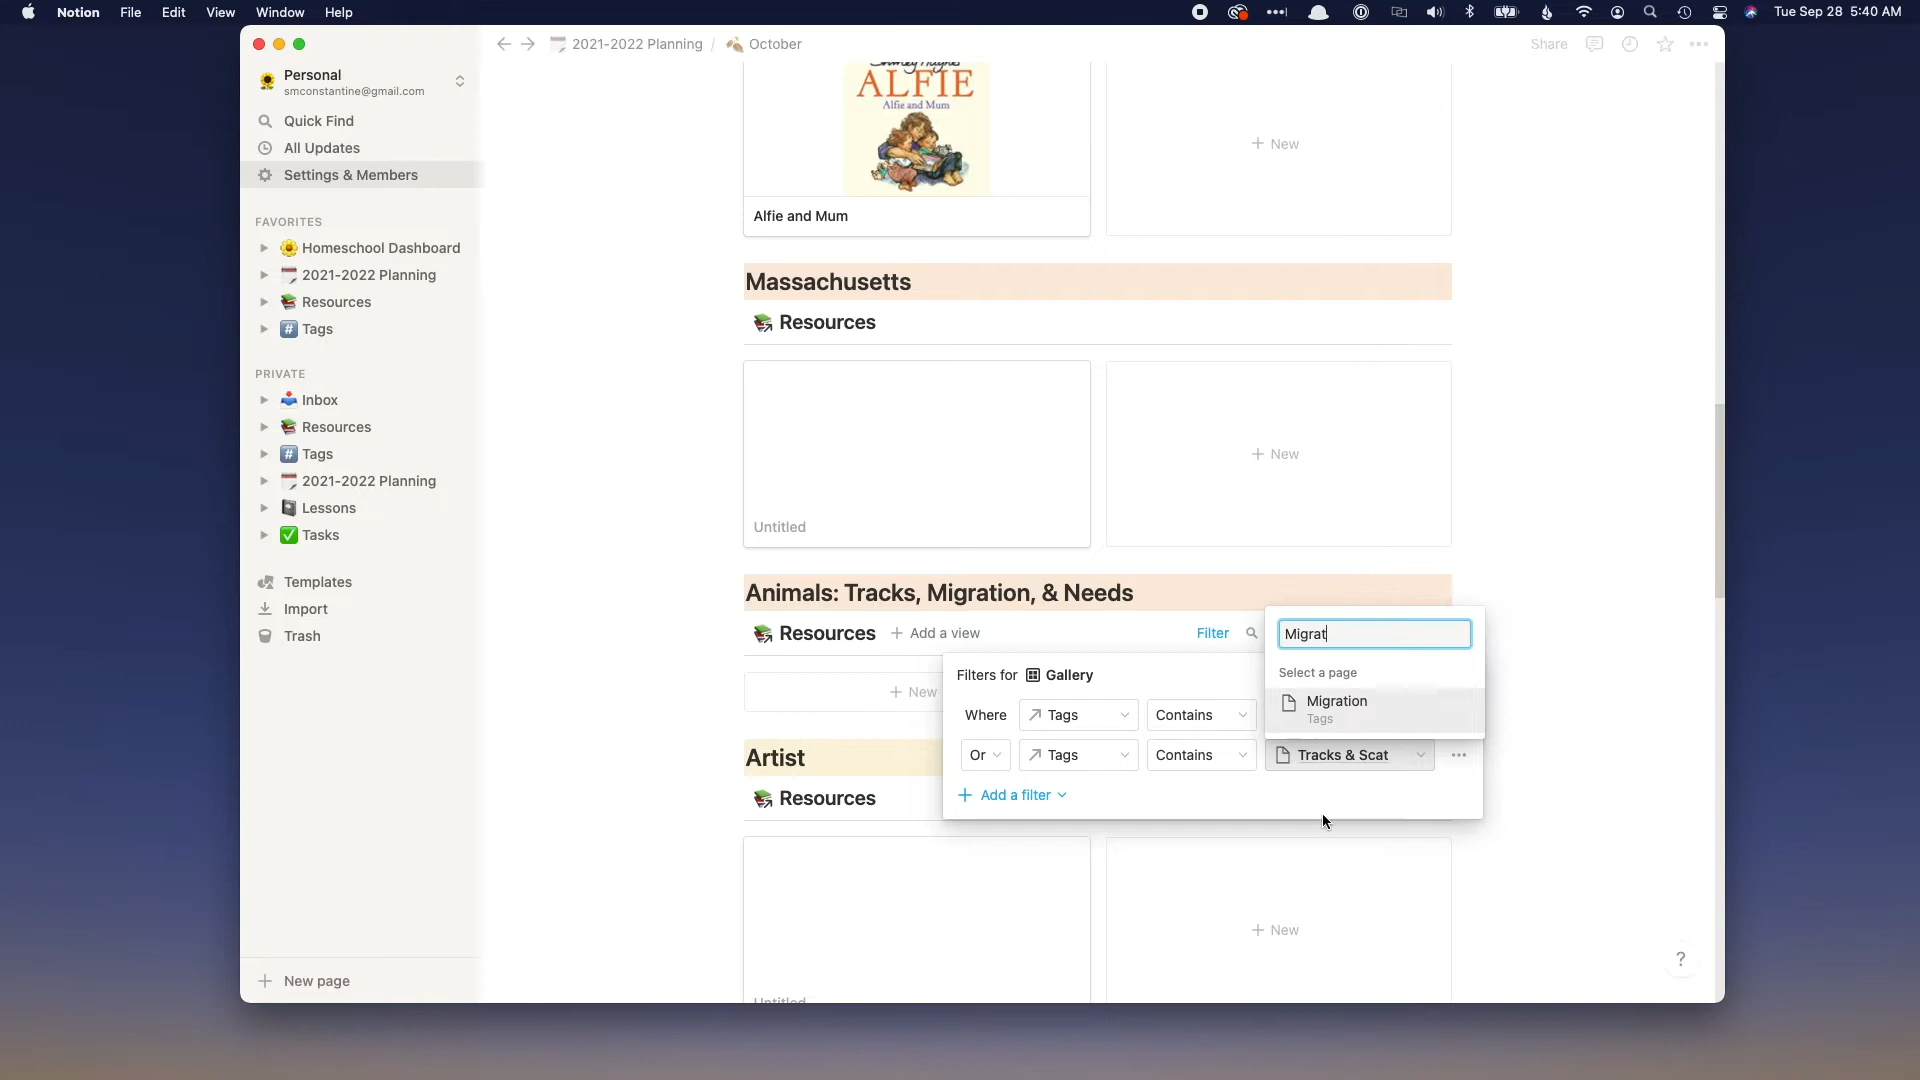 Notion File Edit View Window Help
Tue Sep 28 5:40 AM
2021-2022 Planning / October
Share
Personal
smconstantine@gmail.com
Quick Find
All Updates
Settings & Members
FAVORITES
Homeschool Dashboard
2021-2022 Planning
Resources
# Tags
PRIVATE
Inbox
Resources
# Tags
2021-2022 Planning
Lessons
Tasks
Templates
Import
Trash
+ New page
Shirley Hughes
ALFIE
Alfie and Mum
Alfie and Mum
+ New
Massachusetts
Resources
Untitled
+ New
Animals: Tracks, Migration, & Needs
Resources + Add a view Filter
+ New
Filters for Gallery
Where Tags Contains
Or Tags Contains Tracks & Scat
+ Add a filter
Migrat
Select a page
Migration
Tags
Artist
Resources
Untitled
+ New
?